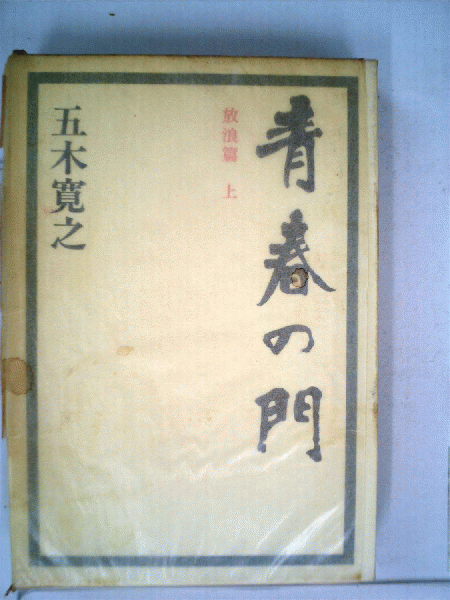 青春の門
放浪篇 上
五木寛之